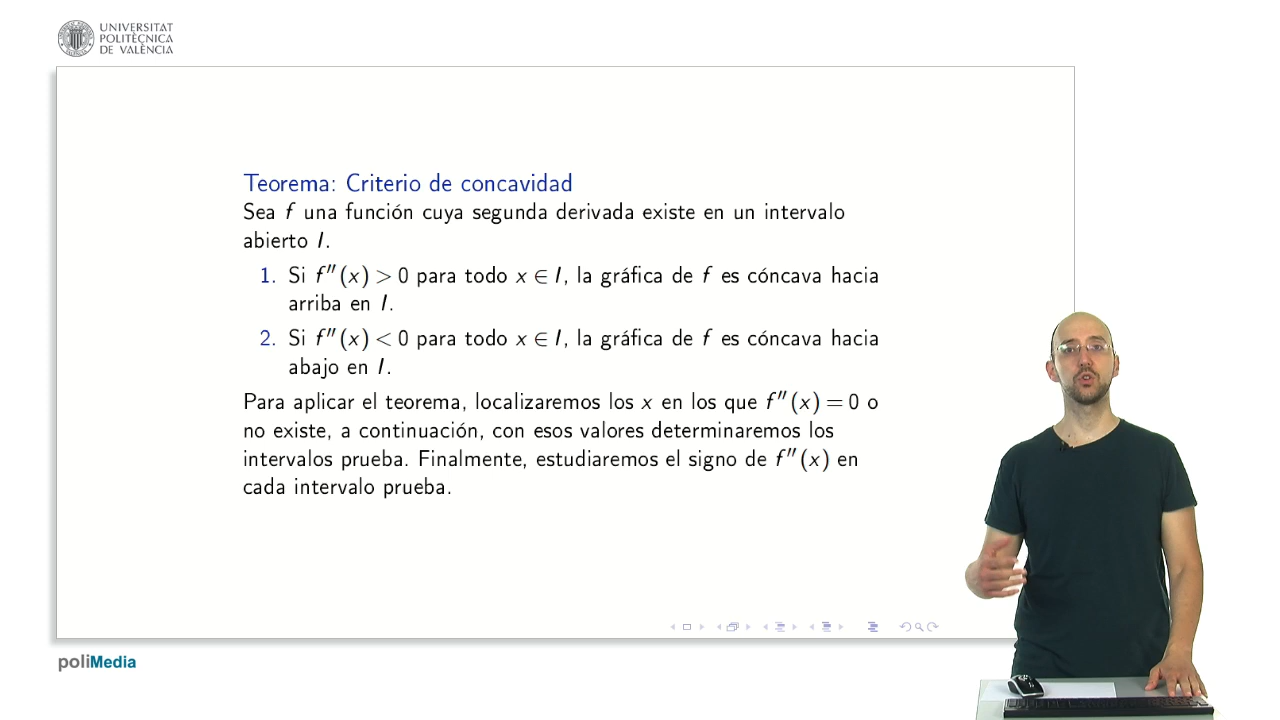 UNIVERSITAT
POLITÈCNICA
DE VALÈNCIA
Teorema: Criterio de concavidad
Sea f una función cuya segunda derivada existe en un intervalo
abierto I.
1. Si f″(x) > 0 para todo x ∈ I, la gráfica de f es cóncava hacia
arriba en I.
2. Si f″(x) < 0 para todo x ∈ I, la gráfica de f es cóncava hacia
abajo en I.
Para aplicar el teorema, localizaremos los x en los que f″(x) = 0 o
no existe, a continuación, con esos valores determinaremos los
intervalos prueba. Finalmente, estudiaremos el signo de f″(x) en
cada intervalo prueba.
poliMedia